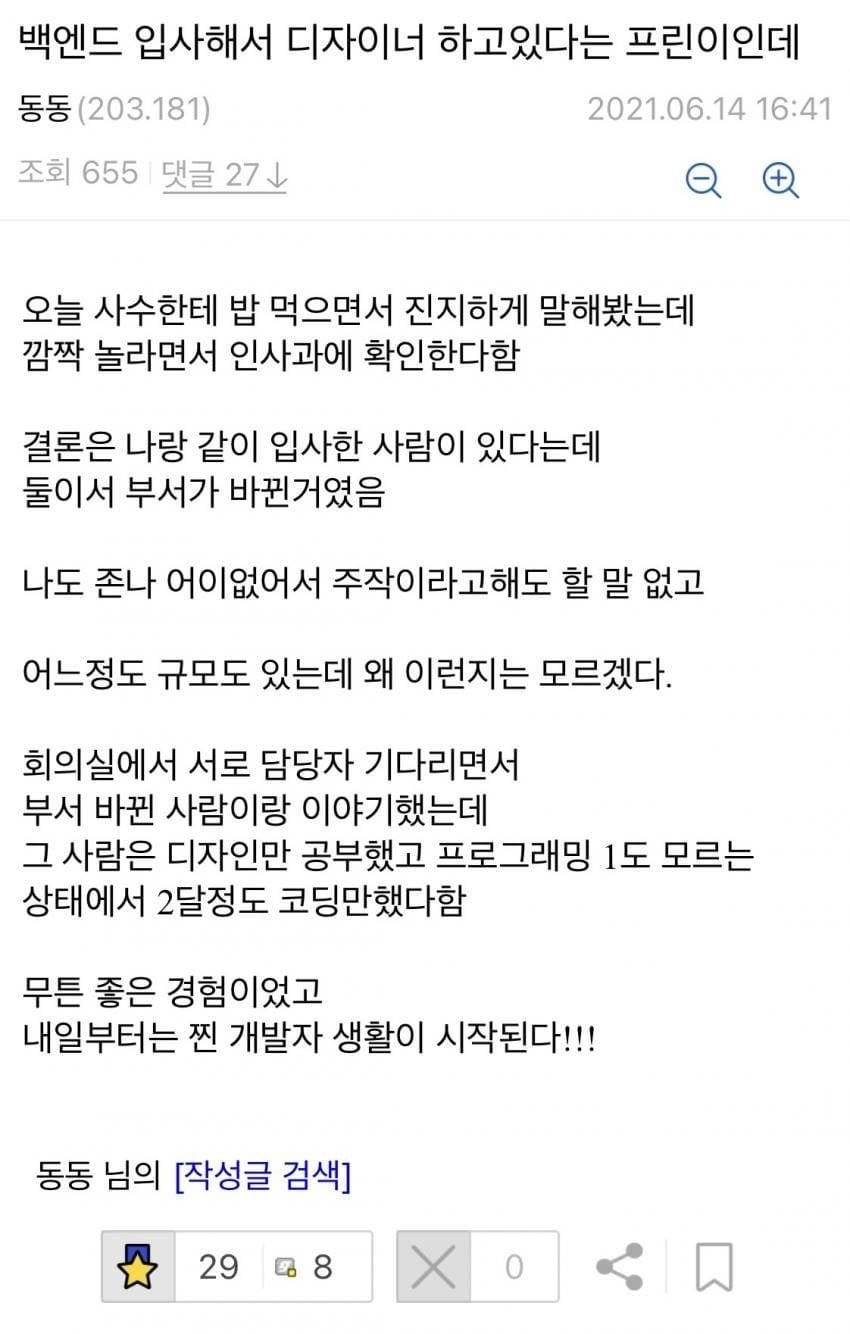 백엔드 입사해서 디자이너 하고있다는 프린이인데
동동(203.181) 2021.06.14 16:41
조회 655 댓글 27↓
오늘 사수한테 밥 먹으면서 진지하게 말해봤는데
깜짝 놀라면서 인사과에 확인한다함
결론은 나랑 같이 입사한 사람이 있다는데
둘이서 부서가 바뀐거였음
나도 존나 어이없어서 주작이라고해도 할 말 없고
어느정도 규모도 있는데 왜 이런지는 모르겠다.
회의실에서 서로 담당자 기다리면서
부서 바뀐 사람이랑 이야기했는데
그 사람은 디자인만 공부했고 프로그래밍 1도 모르는
상태에서 2달정도 코딩만했다함
무튼 좋은 경험이었고
내일부터는 찐 개발자 생활이 시작된다!!!
동동 님의 [작성글 검색]
29 8 0